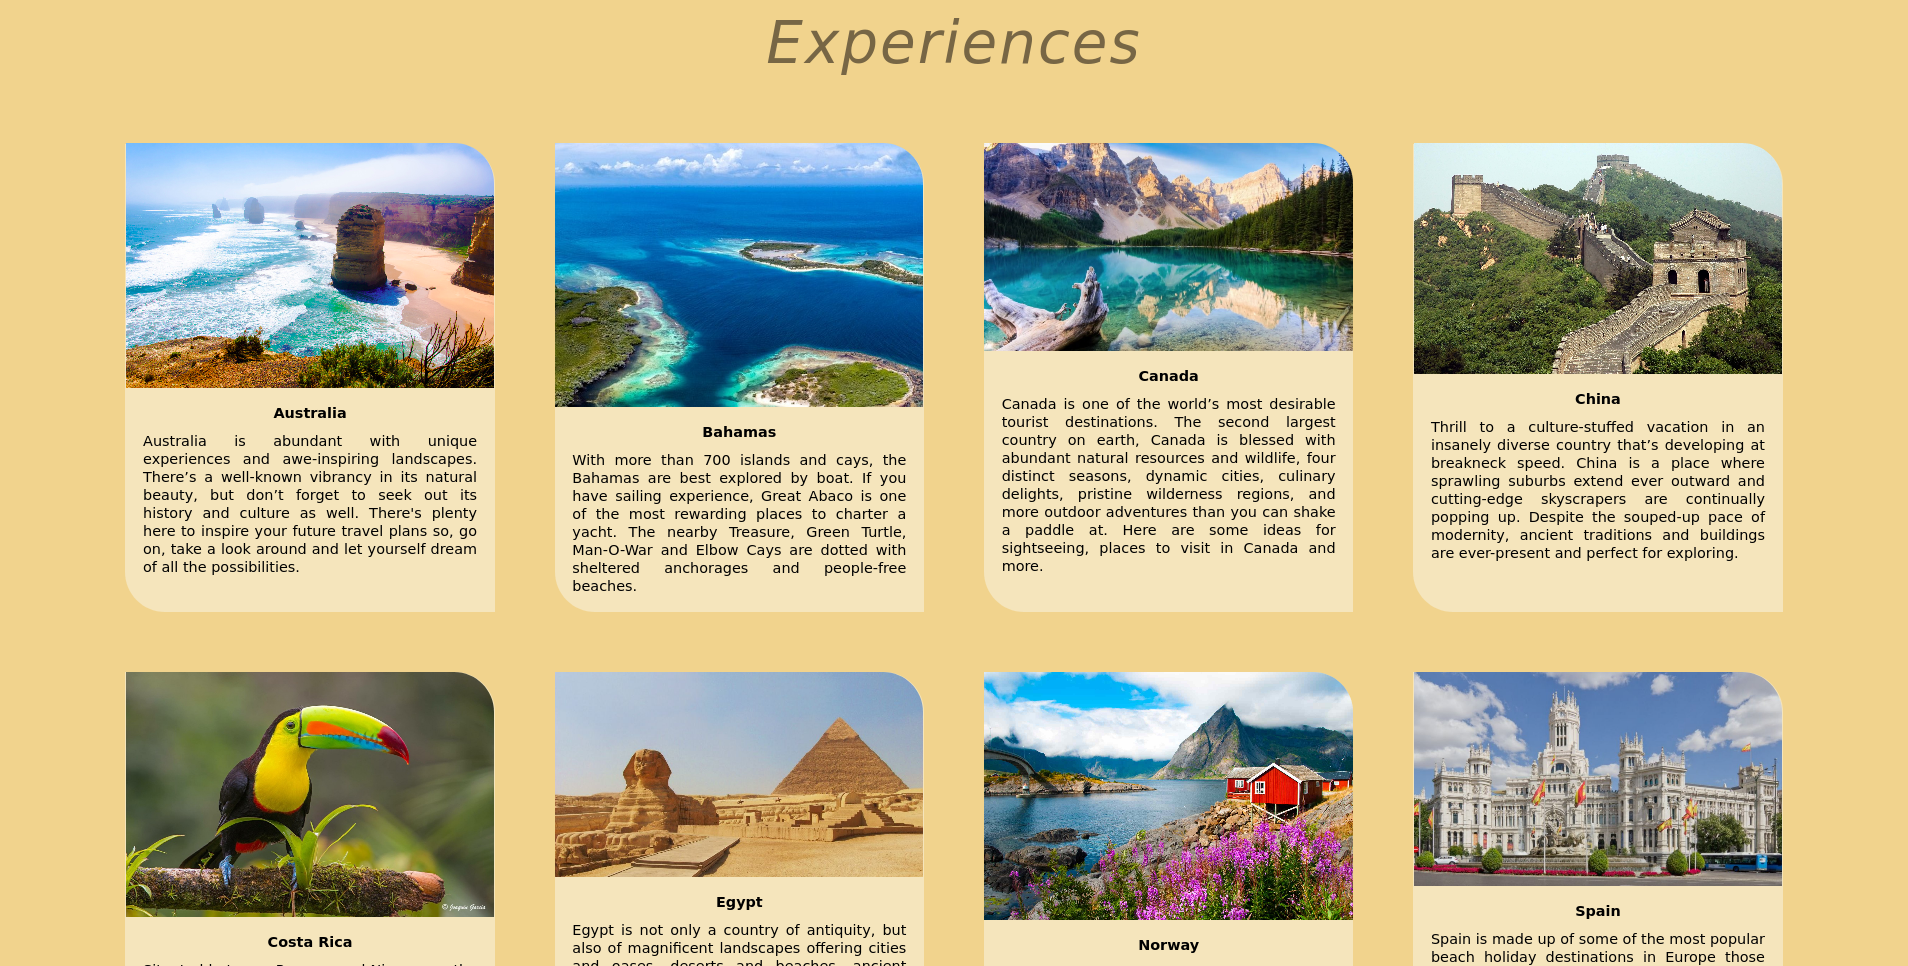 Experiences
Australia
Australia is abundant with unique
experiences and awe-inspiring landscapes.
There’s a well-known vibrancy in its natural
beauty, but don’t forget to seek out its
history and culture as well. There's plenty
here to inspire your future travel plans so, go
on, take a look around and let yourself dream
of all the possibilities.
Bahamas
With more than 700 islands and cays, the
Bahamas are best explored by boat. If you
have sailing experience, Great Abaco is one
of the most rewarding places to charter a
yacht. The nearby Treasure, Green Turtle,
Man-O-War and Elbow Cays are dotted with
sheltered anchorages and people-free
beaches.
Canada
Canada is one of the world’s most desirable
tourist destinations. The second largest
country on earth, Canada is blessed with
abundant natural resources and wildlife, four
distinct seasons, dynamic cities, culinary
delights, pristine wilderness regions, and
more outdoor adventures than you can shake
a paddle at. Here are some ideas for
sightseeing, places to visit in Canada and
more.
China
Thrill to a culture-stuffed vacation in an
insanely diverse country that’s developing at
breakneck speed. China is a place where
sprawling suburbs extend ever outward and
cutting-edge skyscrapers are continually
popping up. Despite the souped-up pace of
modernity, ancient traditions and buildings
are ever-present and perfect for exploring.
© Joaquin Garcia
Costa Rica
Egypt
Egypt is not only a country of antiquity, but
also of magnificent landscapes offering cities
and oases, deserts and beaches, ancient
Norway
Spain
Spain is made up of some of the most popular
beach holiday destinations in Europe those